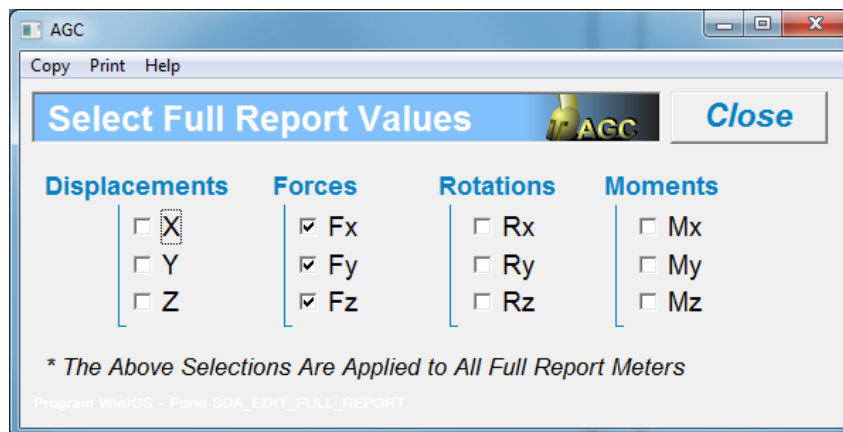 AGC
Copy Print Help
Select Full Report Values AGC Close
Displacements Forces Rotations Moments
X Fx Rx Mx
Y Fy Ry My
Z Fz Rz Mz
* The Above Selections Are Applied to All Full Report Meters
Program WinIGS - Form SDA_EDIT_FULL_REPORT